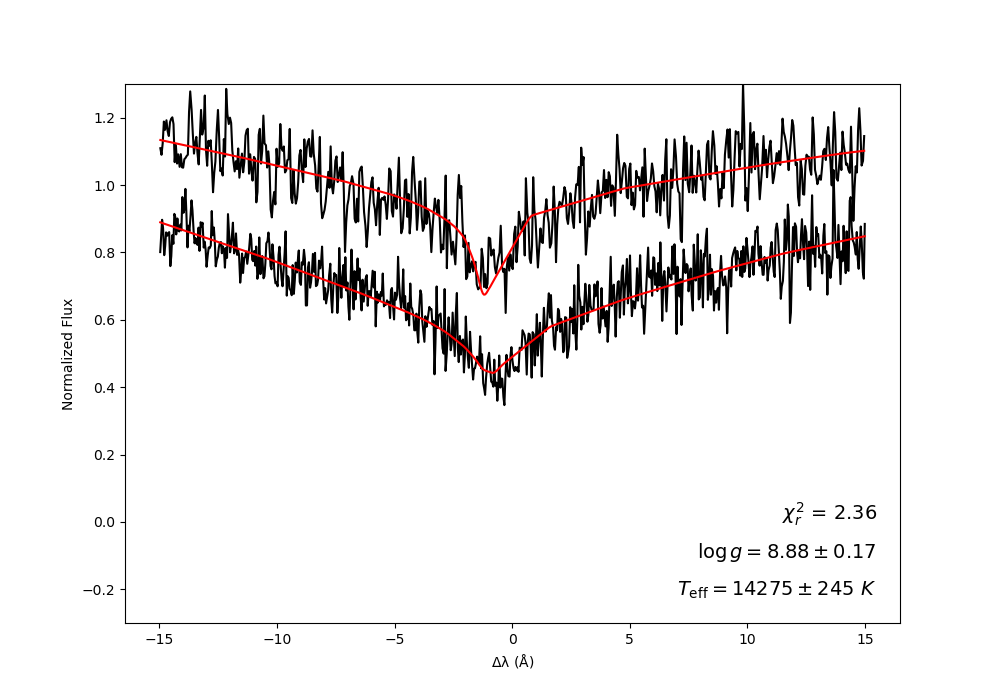 1.2
1.0
0.8
0.6
0.4
0.2
0.0
−0.2
Normalized Flux
χ²ᵣ = 2.36
log g = 8.88 ± 0.17
T_eff = 14275 ± 245 K
−15 −10 −5 0 5 10 15
Δλ (Å)